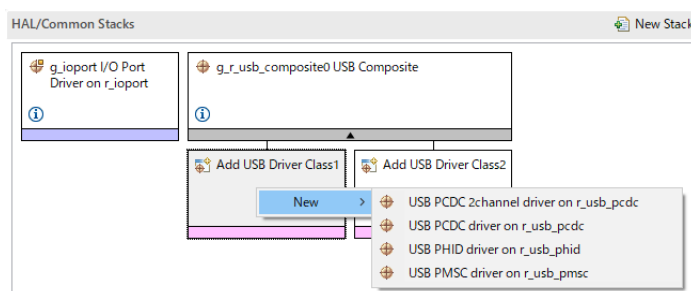 HAL/Common Stacks
New Stack
g_ioport I/O Port
Driver on r_ioport
g_r_usb_composite0 USB Composite
Add USB Driver Class1
Add USB Driver Class2
New
USB PCDC 2channel driver on r_usb_pcdc
USB PCDC driver on r_usb_pcdc
USB PHID driver on r_usb_phid
USB PMSC driver on r_usb_pmsc